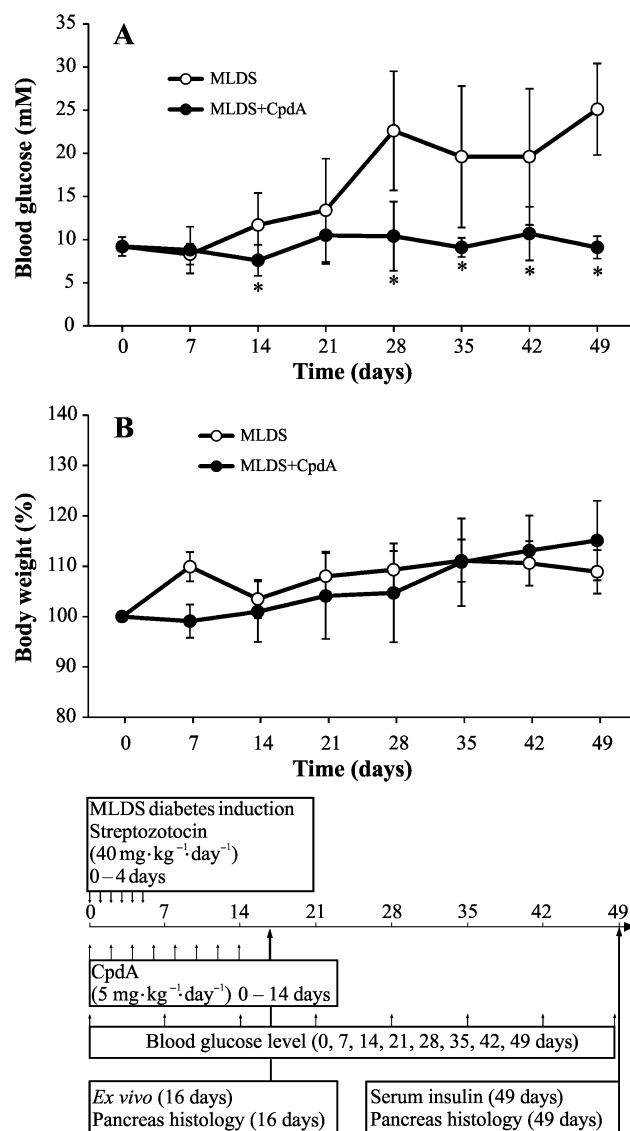 A
35
30
25
20
15
10
5
0
Blood glucose (mM)
MLDS
MLDS+CpdA
* * * * *
0 7 14 21 28 35 42 49
Time (days)
B
140
130
120
110
100
90
80
Body weight (%)
MLDS
MLDS+CpdA
0 7 14 21 28 35 42 49
Time (days)
MLDS diabetes induction
Streptozotocin
(40 mg·kg⁻¹·day⁻¹)
0 – 4 days
0 7 14 21 28 35 42 49
CpdA
(5 mg·kg⁻¹·day⁻¹) 0 – 14 days
Blood glucose level (0, 7, 14, 21, 28, 35, 42, 49 days)
Ex vivo (16 days)
Pancreas histology (16 days)
Serum insulin (49 days)
Pancreas histology (49 days)